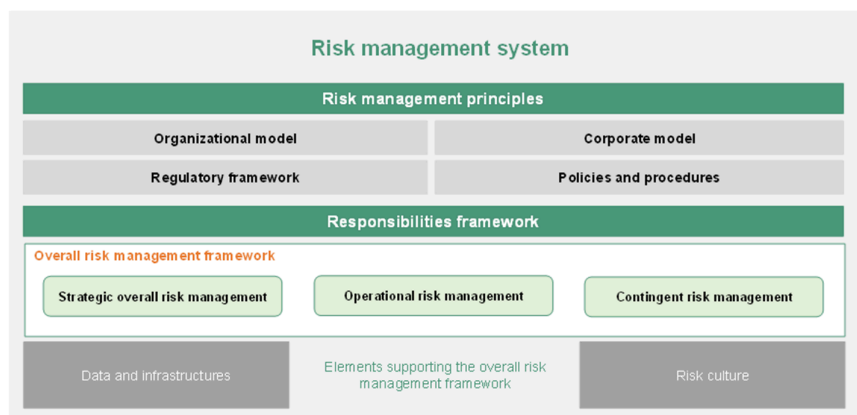 Risk management system
Risk management principles
Organizational model
Corporate model
Regulatory framework
Policies and procedures
Responsibilities framework
Overall risk management framework
Strategic overall risk management
Operational risk management
Contingent risk management
Data and infrastructures
Elements supporting the overall risk
management framework
Risk culture